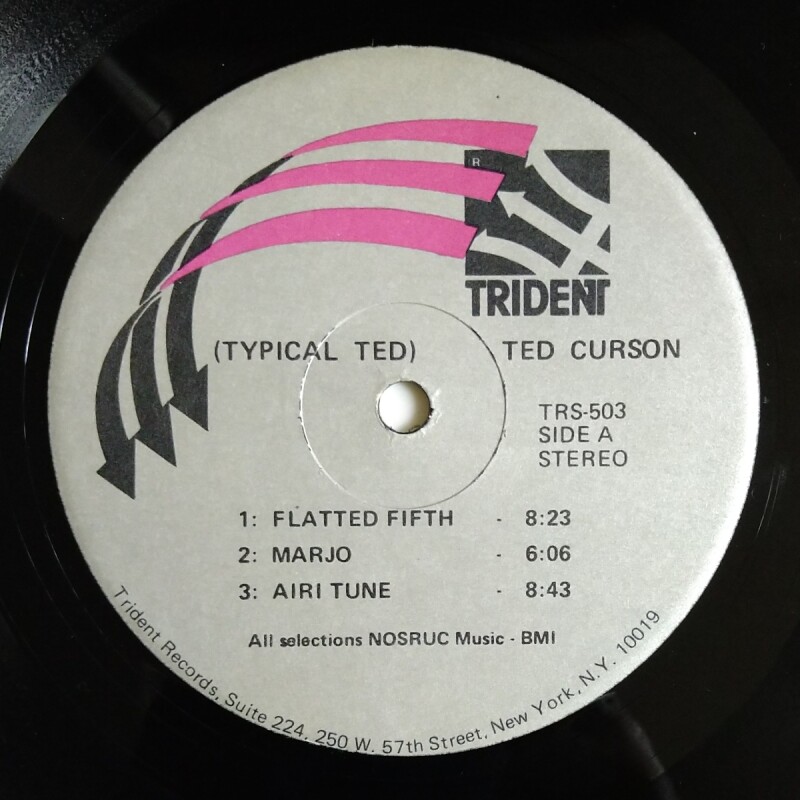 R
TRIDENT
(TYPICAL TED) TED CURSON
TRS-503
SIDE A
STEREO
1: FLATTED FIFTH - 8:23
2: MARJO - 6:06
3: AIRI TUNE - 8:43
All selections NOSRUC Music - BMI
Trident Records, Suite 224, 250 W. 57th Street, New York, N.Y. 10019